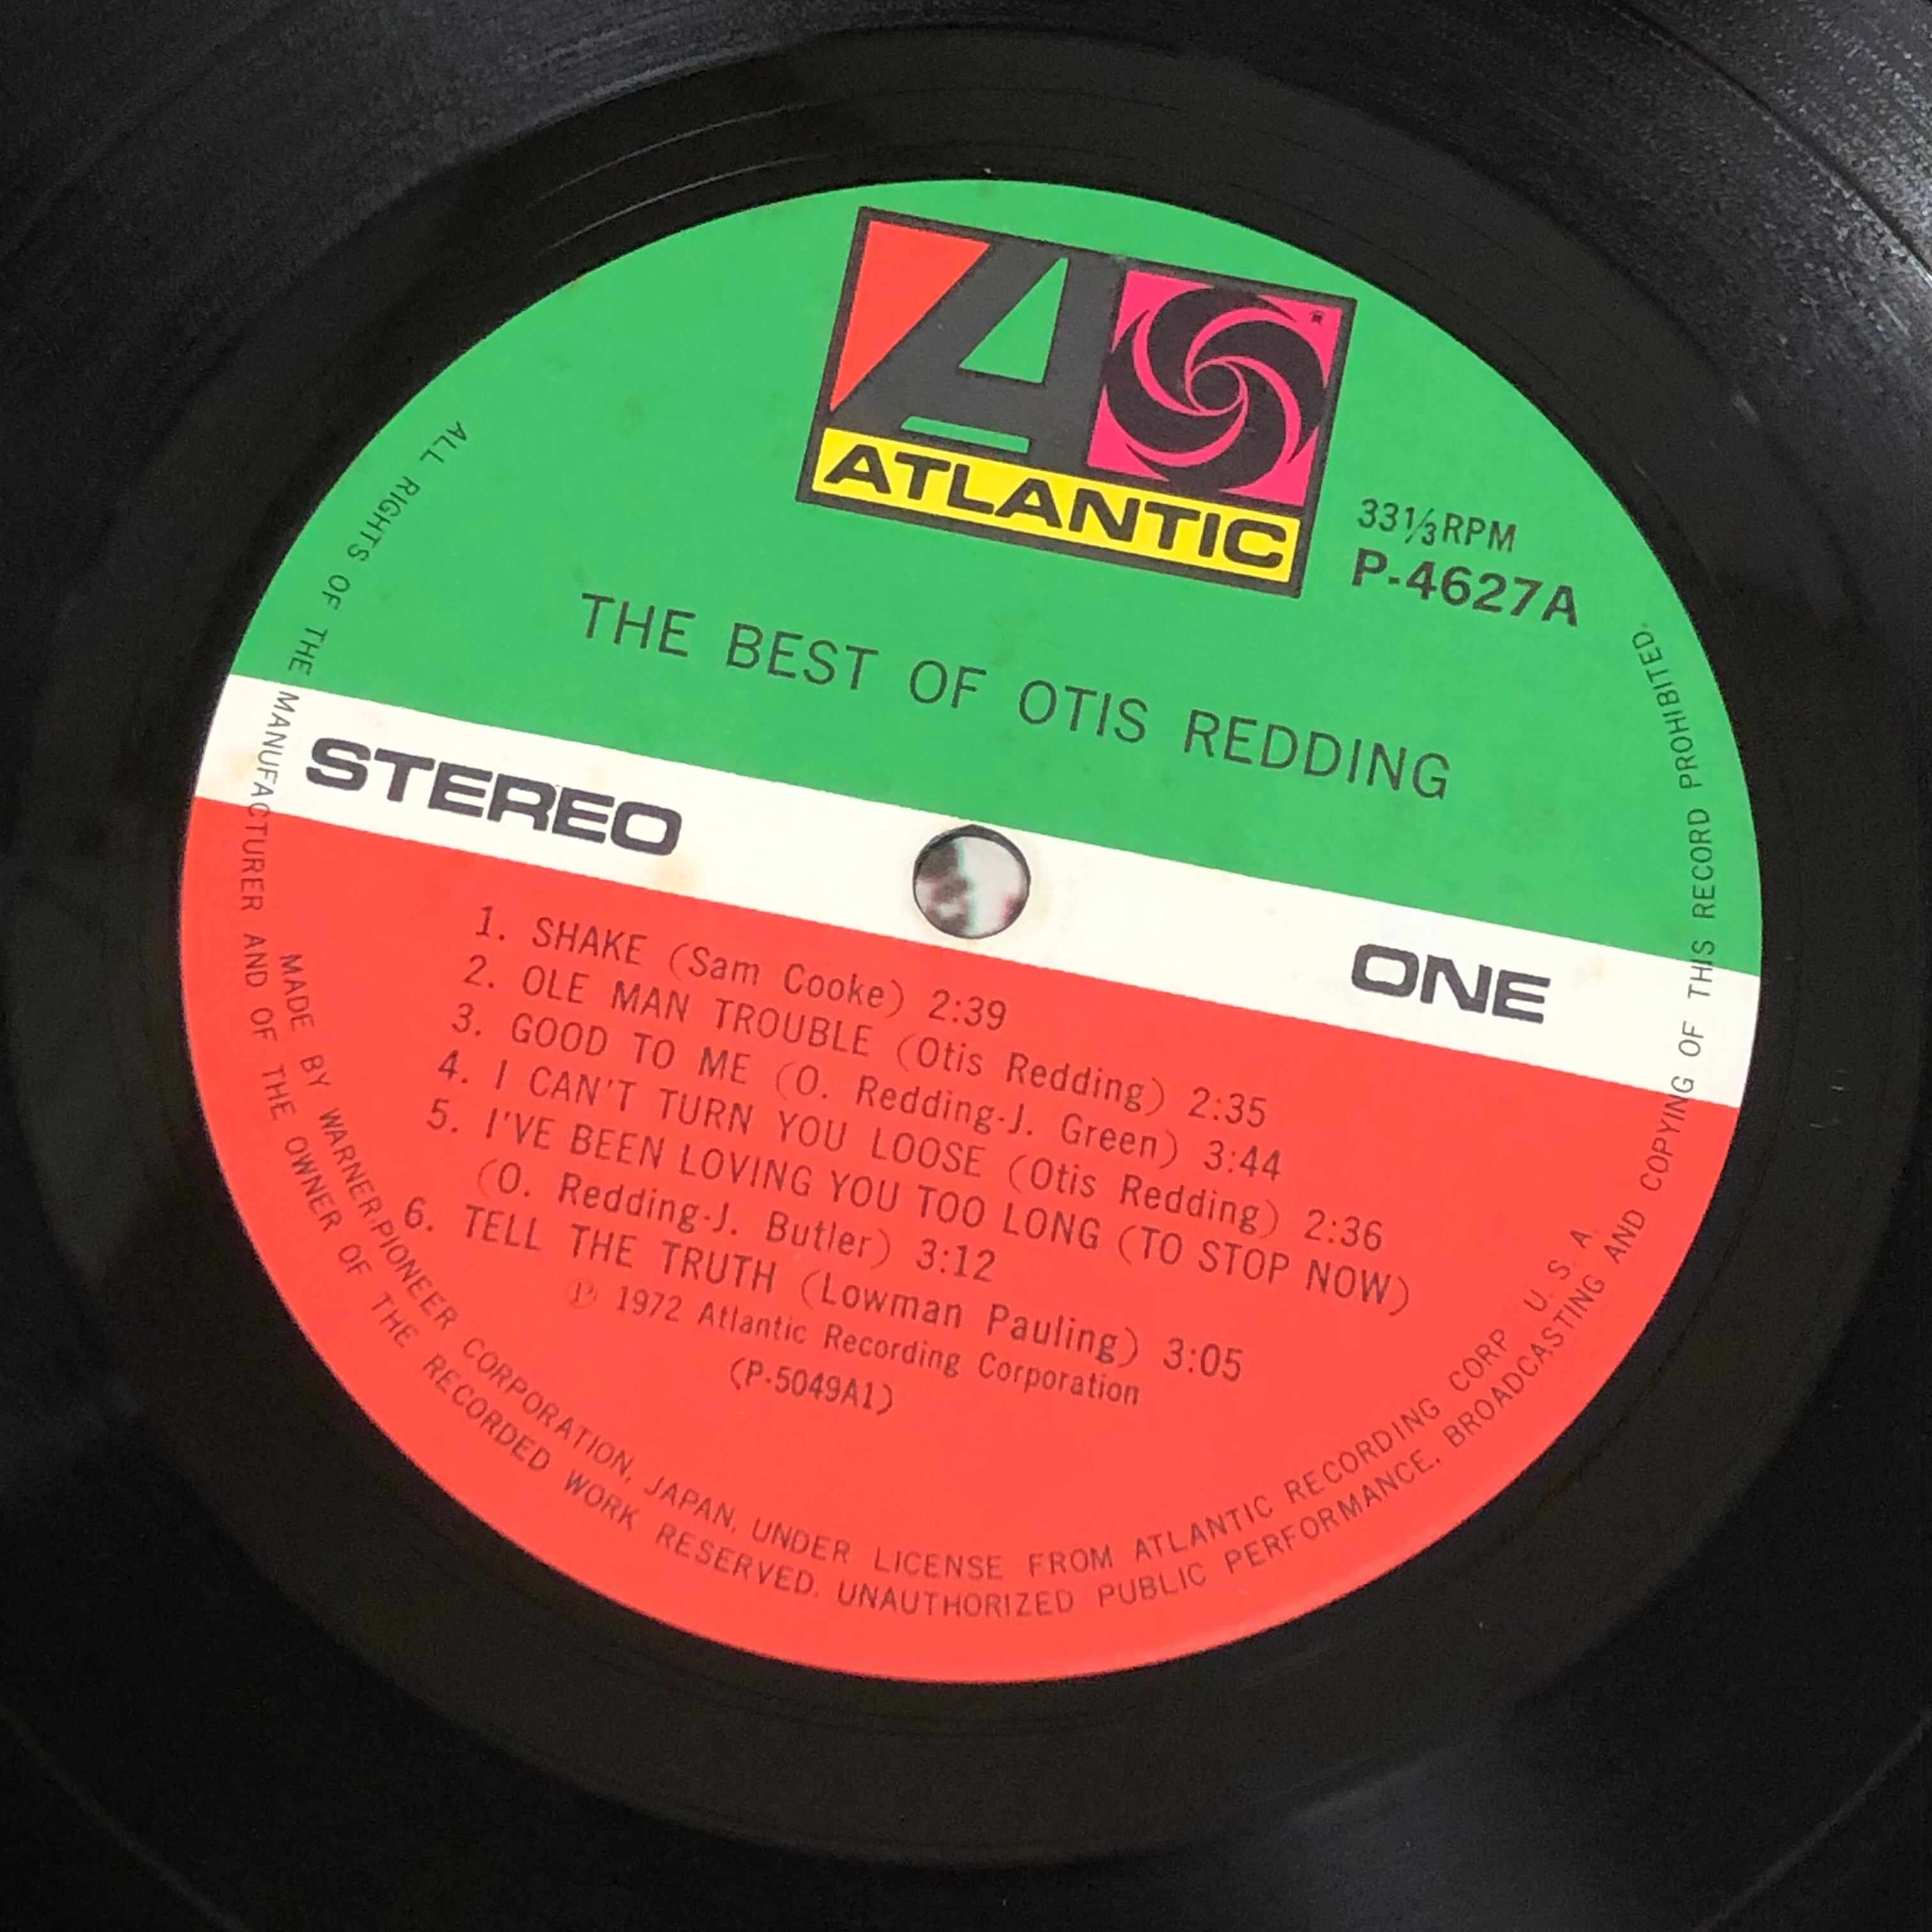 ATLANTIC
33⅓RPM
P-4627A
THE BEST OF OTIS REDDING
STEREO
ONE
1. SHAKE (Sam Cooke) 2:39
2. OLE MAN TROUBLE (Otis Redding) 2:35
3. GOOD TO ME (O. Redding-J. Green) 3:44
4. I CAN'T TURN YOU LOOSE (Otis Redding) 2:36
5. I'VE BEEN LOVING YOU TOO LONG (TO STOP NOW)
(O. Redding-J. Butler) 3:12
6. TELL THE TRUTH (Lowman Pauling) 3:05
℗ 1972 Atlantic Recording Corporation
(P-5049A1)
MADE BY WARNER-PIONEER CORPORATION, JAPAN, UNDER LICENSE FROM ATLANTIC RECORDING CORP U. S. A.
ALL RIGHTS OF THE MANUFACTURER AND OF THE OWNER OF THE RECORDED WORK RESERVED. UNAUTHORIZED PUBLIC PERFORMANCE, BROADCASTING AND COPYING OF THIS RECORD PROHIBITED.